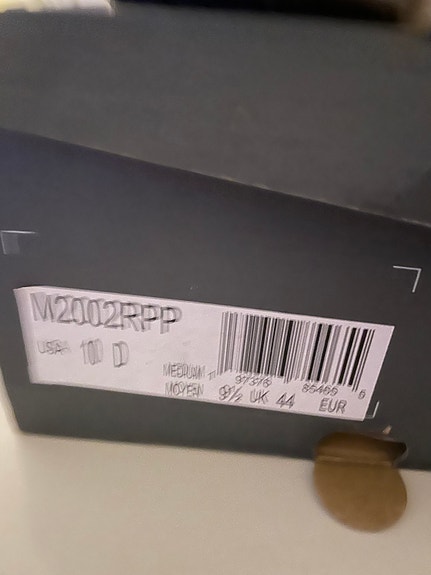 M2002RPP
USA 10 D
MEDIUM
MOYEN 9½ UK 44 EUR